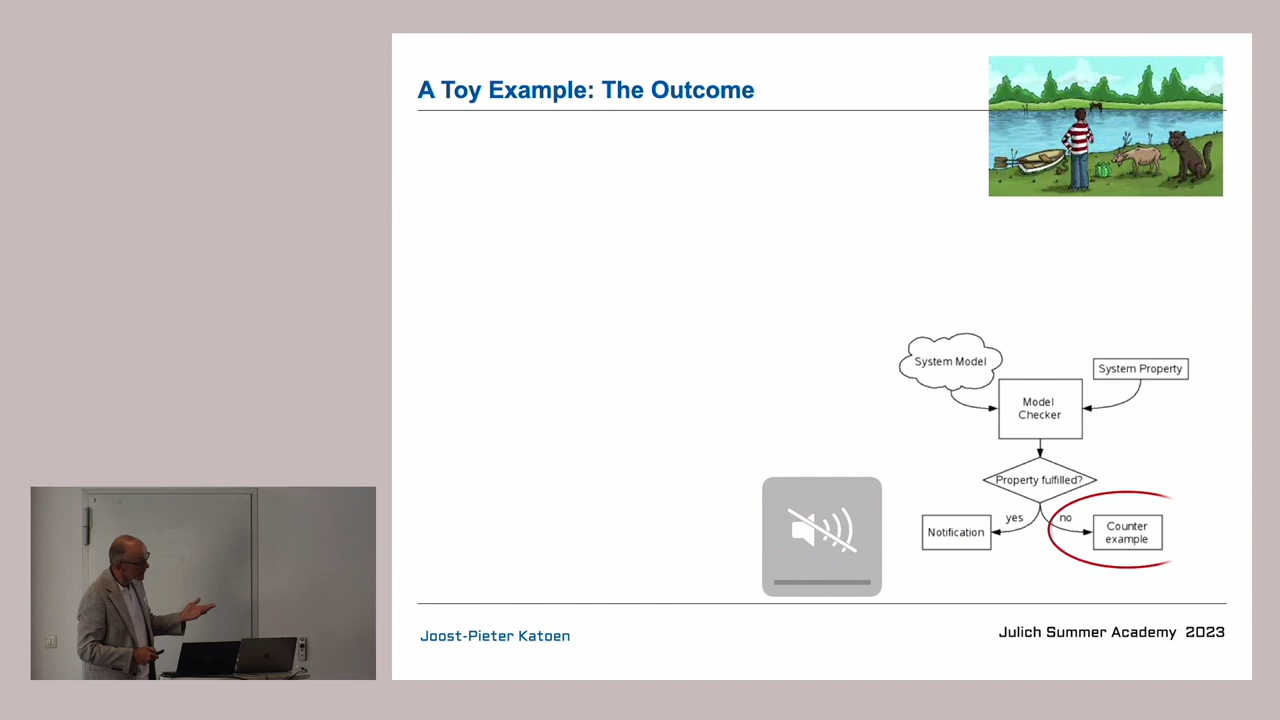 A Toy Example: The Outcome
System Model
System Property
Model
Checker
Property fulfilled?
yes
no
Notification
Counter
example
Joost-Pieter Katoen
Julich Summer Academy 2023